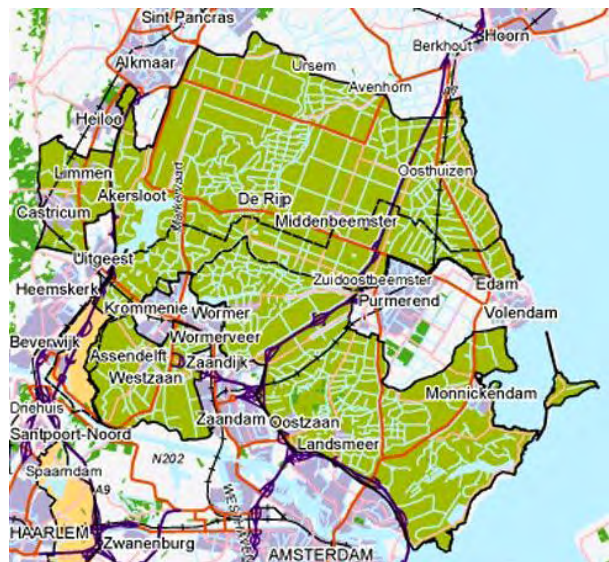 Sint Pancras
Hoorn
Berkhout
Alkmaar
Ursem
Avenhorn
A7
Heiloo
Limmen
Oosthuizen
Akersloot
Markervaart
De Rijp
Castricum
Middenbeemster
Uitgeest
Zuidoostbeemster
Edam
Heemskerk
Purmerend
Krommenie
Wormer
Volendam
Wormerveer
Beverwijk
Assendelft
Zaandijk
Westzaan
Monnickendam
Driehuis
Zaandam
Oostzaan
Santpoort-Noord
Landsmeer
N202
Spaarndam
A9
HAARLEM
Zwanenburg
AMSTERDAM